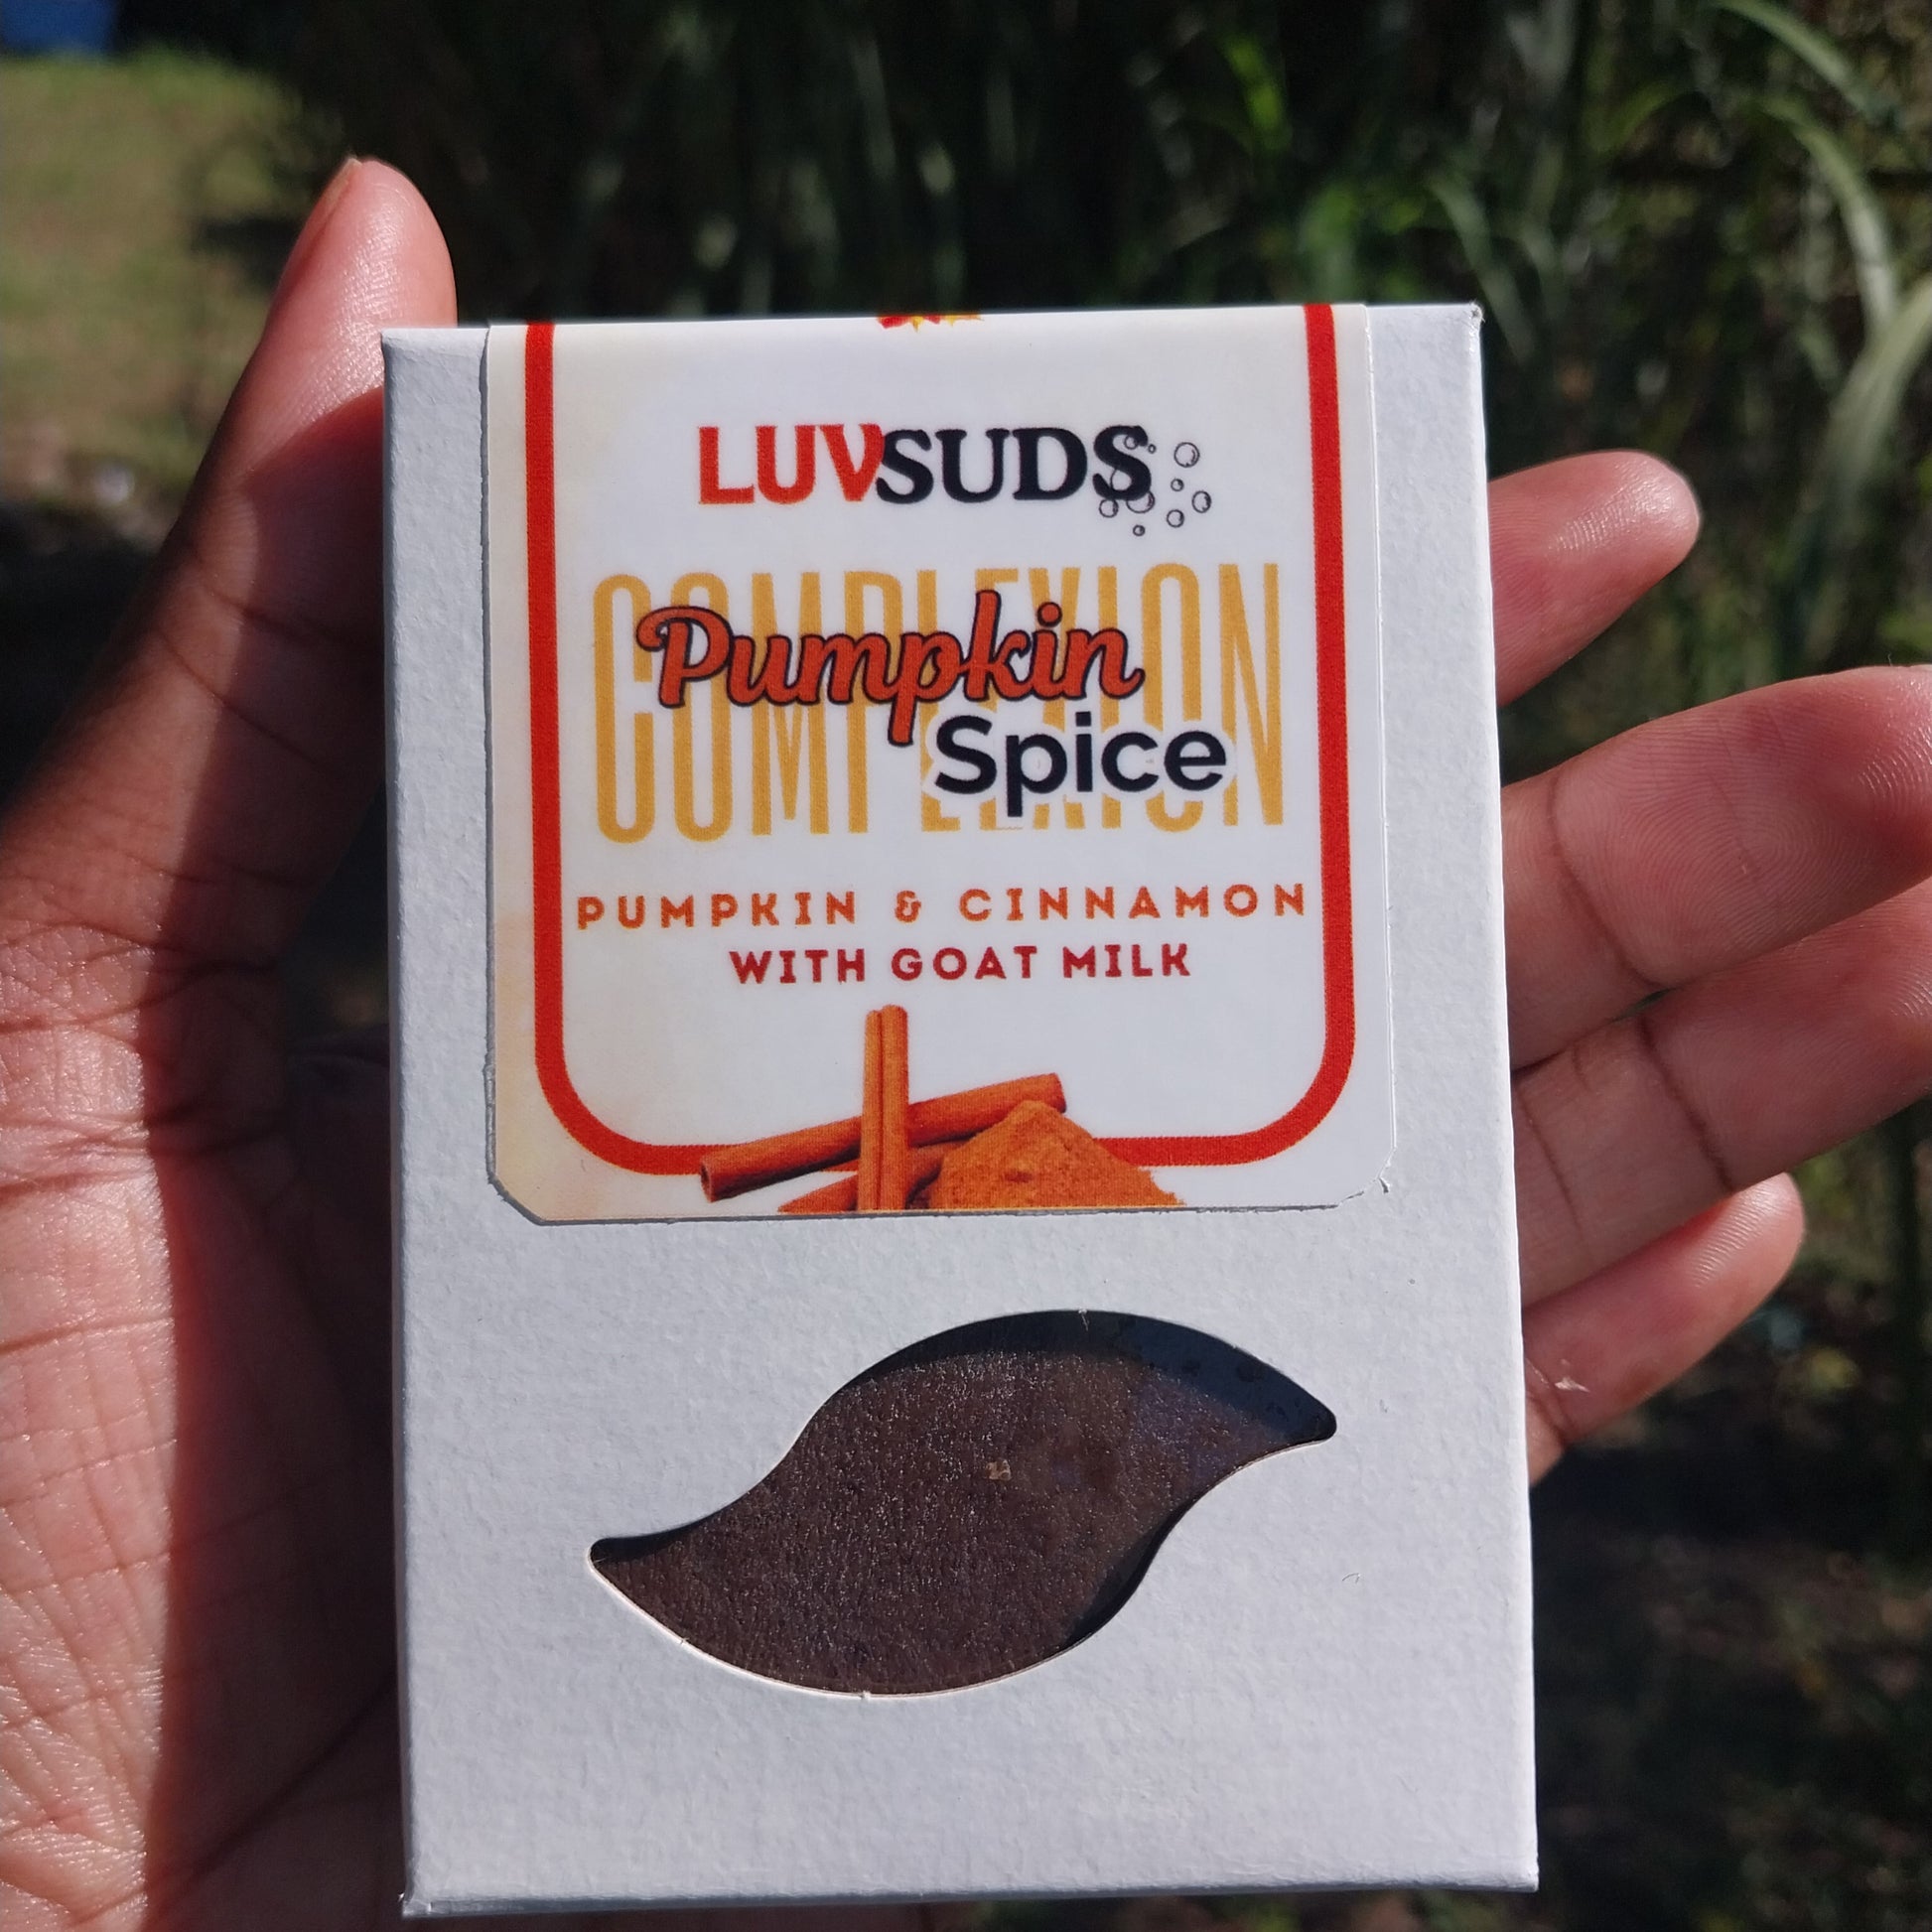 LUVSUDS
COMPLEXION
Pumpkin
Spice
PUMPKIN & CINNAMON
WITH GOAT MILK